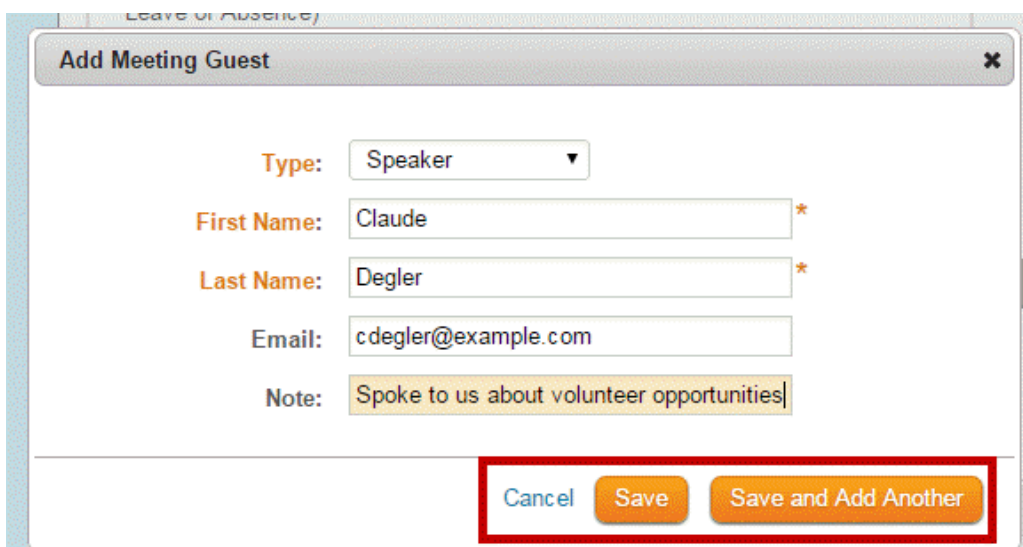 Leave of Absence)
Add Meeting Guest ✖
Type: Speaker ▼
First Name: Claude *
Last Name: Degler *
Email: cdegler@example.com
Note: Spoke to us about volunteer opportunities
Cancel Save Save and Add Another